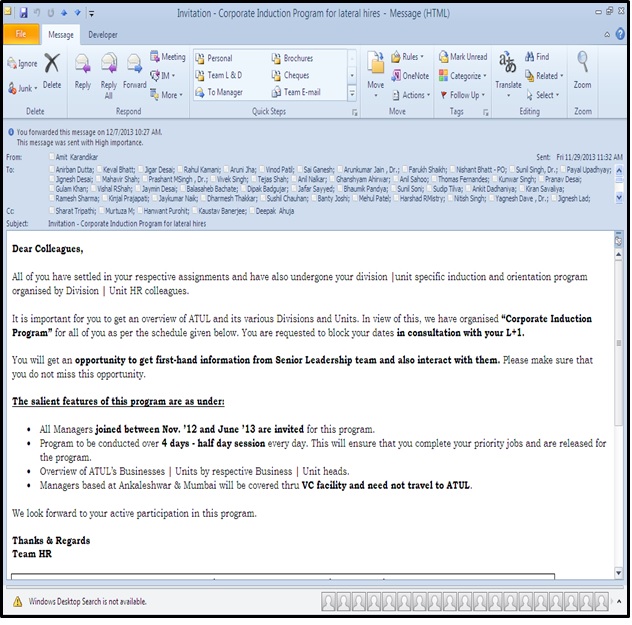 Invitation - Corporate Induction Program for lateral hires - Message (HTML)
File Message Developer
Ignore
Junk
Delete
Delete
Reply
Reply All
Forward
Meeting
IM
More
Respond
Personal
Team L & D
To Manager
Brochures
Cheques
Team E-mail
Quick Steps
Move
Rules
OneNote
Actions
Move
Mark Unread
Categorize
Follow Up
Tags
Translate
Find
Related
Select
Editing
Zoom
Zoom
You forwarded this message on 12/7/2013 10:27 AM.
This message was sent with High importance.
From: Amit Karandikar Sent: Fri 11/29/2013 11:32 AM
To: Anirban Dutta; Keval Bhatt; Jigar Desai; Rahul Kamani; Aruni Jha; Vinod Patil; Sai Ganesh; Arunkumar Jain , Dr.; Parukh Shaikh; Nishant Bhatt - PO; Sunil Singh, Dr.; Payal Upadhyay;
Jignesh Desai; Mahavir Shah; Prashant MSingh , Dr.; Vivek Singh; Tejas Shah; Anil Nalkar; Ghanshyam Ahirwar; Anil Sahoo; Thomas Fernandes; Kunwar Singh; Pranav Desai;
Gulam Khan; Vishal RShah; Jaymin Desai; Balasaheb Bachate; Dipak Badgujar; Jafar Sayyed; Bhaumik Pandya; Sunil Soni; Sudip Tilva; Ankit Dadhaniya; Kiran Savaliya;
Ramesh Sharma; Kinjal Prajapati; Jaykumar Naik; Dharmesh Thakkar; Sushil Chauhan; Banty Joshi; Mehul Patel; Harshad RMistry; Nitish Singh; Yagnesh Dave , Dr.; Jignesh Lad;
Cc: Sharat Tripathi; Murtuza M; Hanwant Purohit; Kaustav Banerjee; Deepak Ahuja
Subject: Invitation - Corporate Induction Program for lateral hires
Dear Colleagues,
All of you have settled in your respective assignments and have also undergone your division |unit specific induction and orientation program
organised by Division | Unit HR colleagues.
It is important for you to get an overview of ATUL and its various Divisions and Units. In view of this, we have organised “Corporate Induction
Program” for all of you as per the schedule given below. You are requested to block your dates in consultation with your L+1.
You will get an opportunity to get first-hand information from Senior Leadership team and also interact with them. Please make sure that
you do not miss this opportunity.
The salient features of this program are as under:
• All Managers joined between Nov. ’12 and June ’13 are invited for this program.
• Program to be conducted over 4 days - half day session every day. This will ensure that you complete your priority jobs and are released for
the program.
• Overview of ATUL’s Businesses | Units by respective Business | Unit heads.
• Managers based at Ankaleshwar & Mumbai will be covered thru VC facility and need not travel to ATUL.
We look forward to your active participation in this program.
Thanks & Regards
Team HR
Windows Desktop Search is not available.